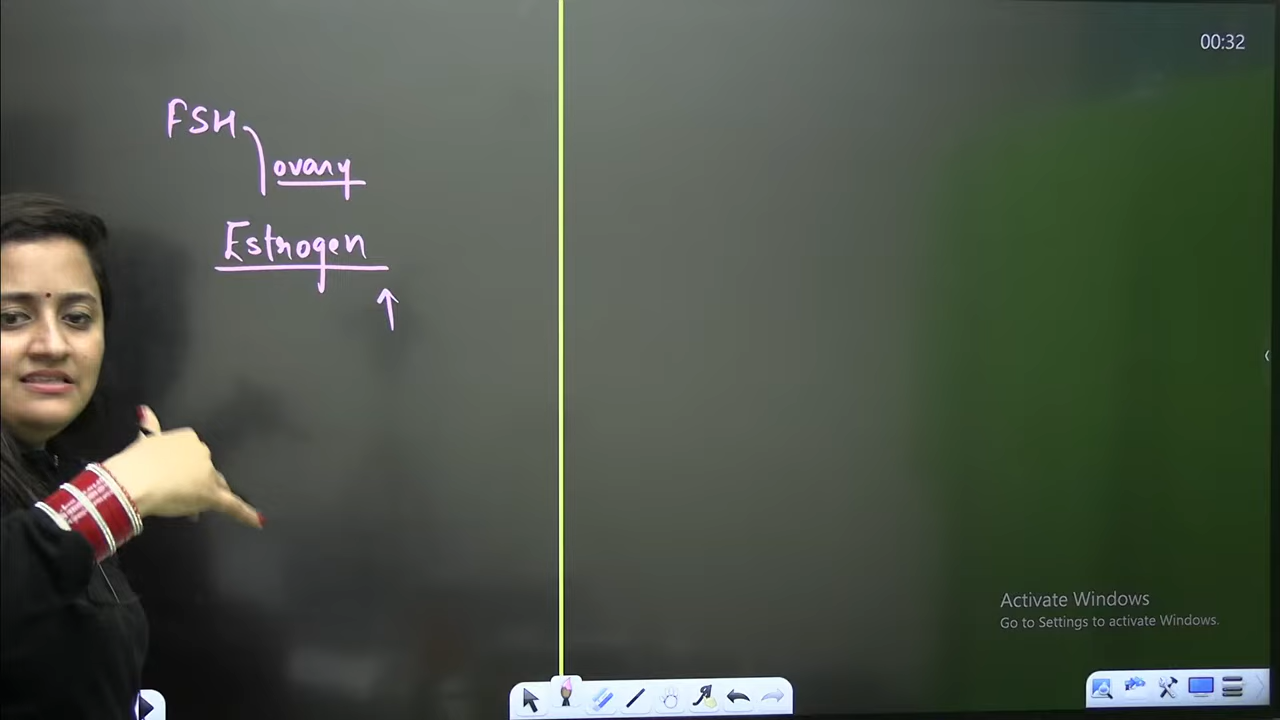 00:32
FSH
ovary
Estrogen
↑
Activate Windows
Go to Settings to activate Windows.